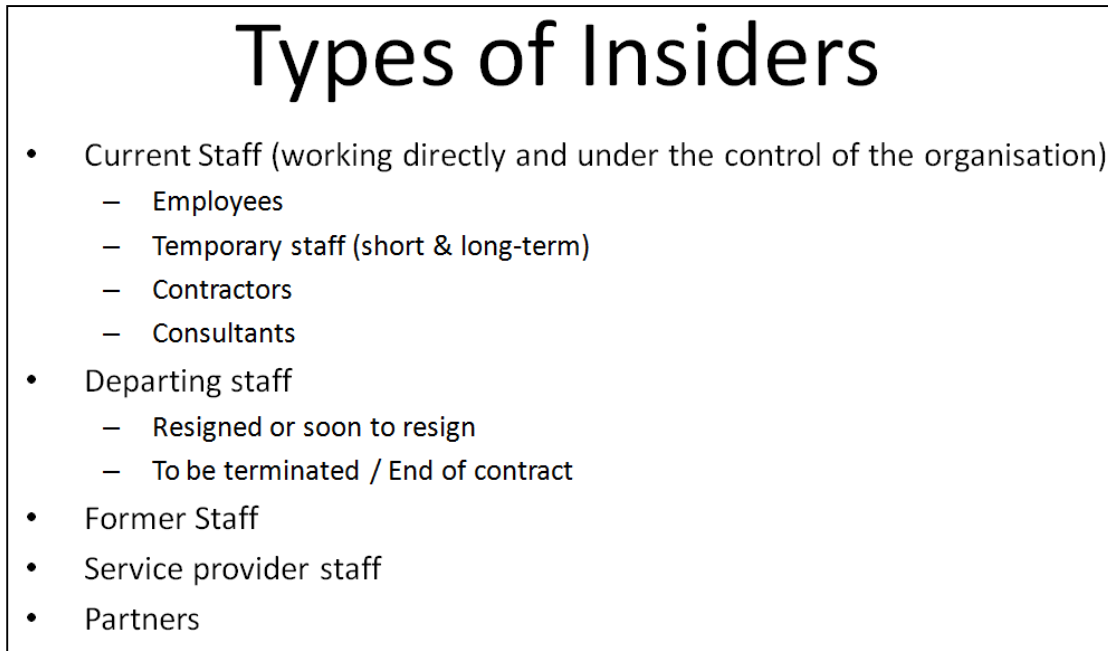 Types of Insiders
• Current Staff (working directly and under the control of the organisation)
– Employees
– Temporary staff (short & long-term)
– Contractors
– Consultants
• Departing staff
– Resigned or soon to resign
– To be terminated / End of contract
• Former Staff
• Service provider staff
• Partners